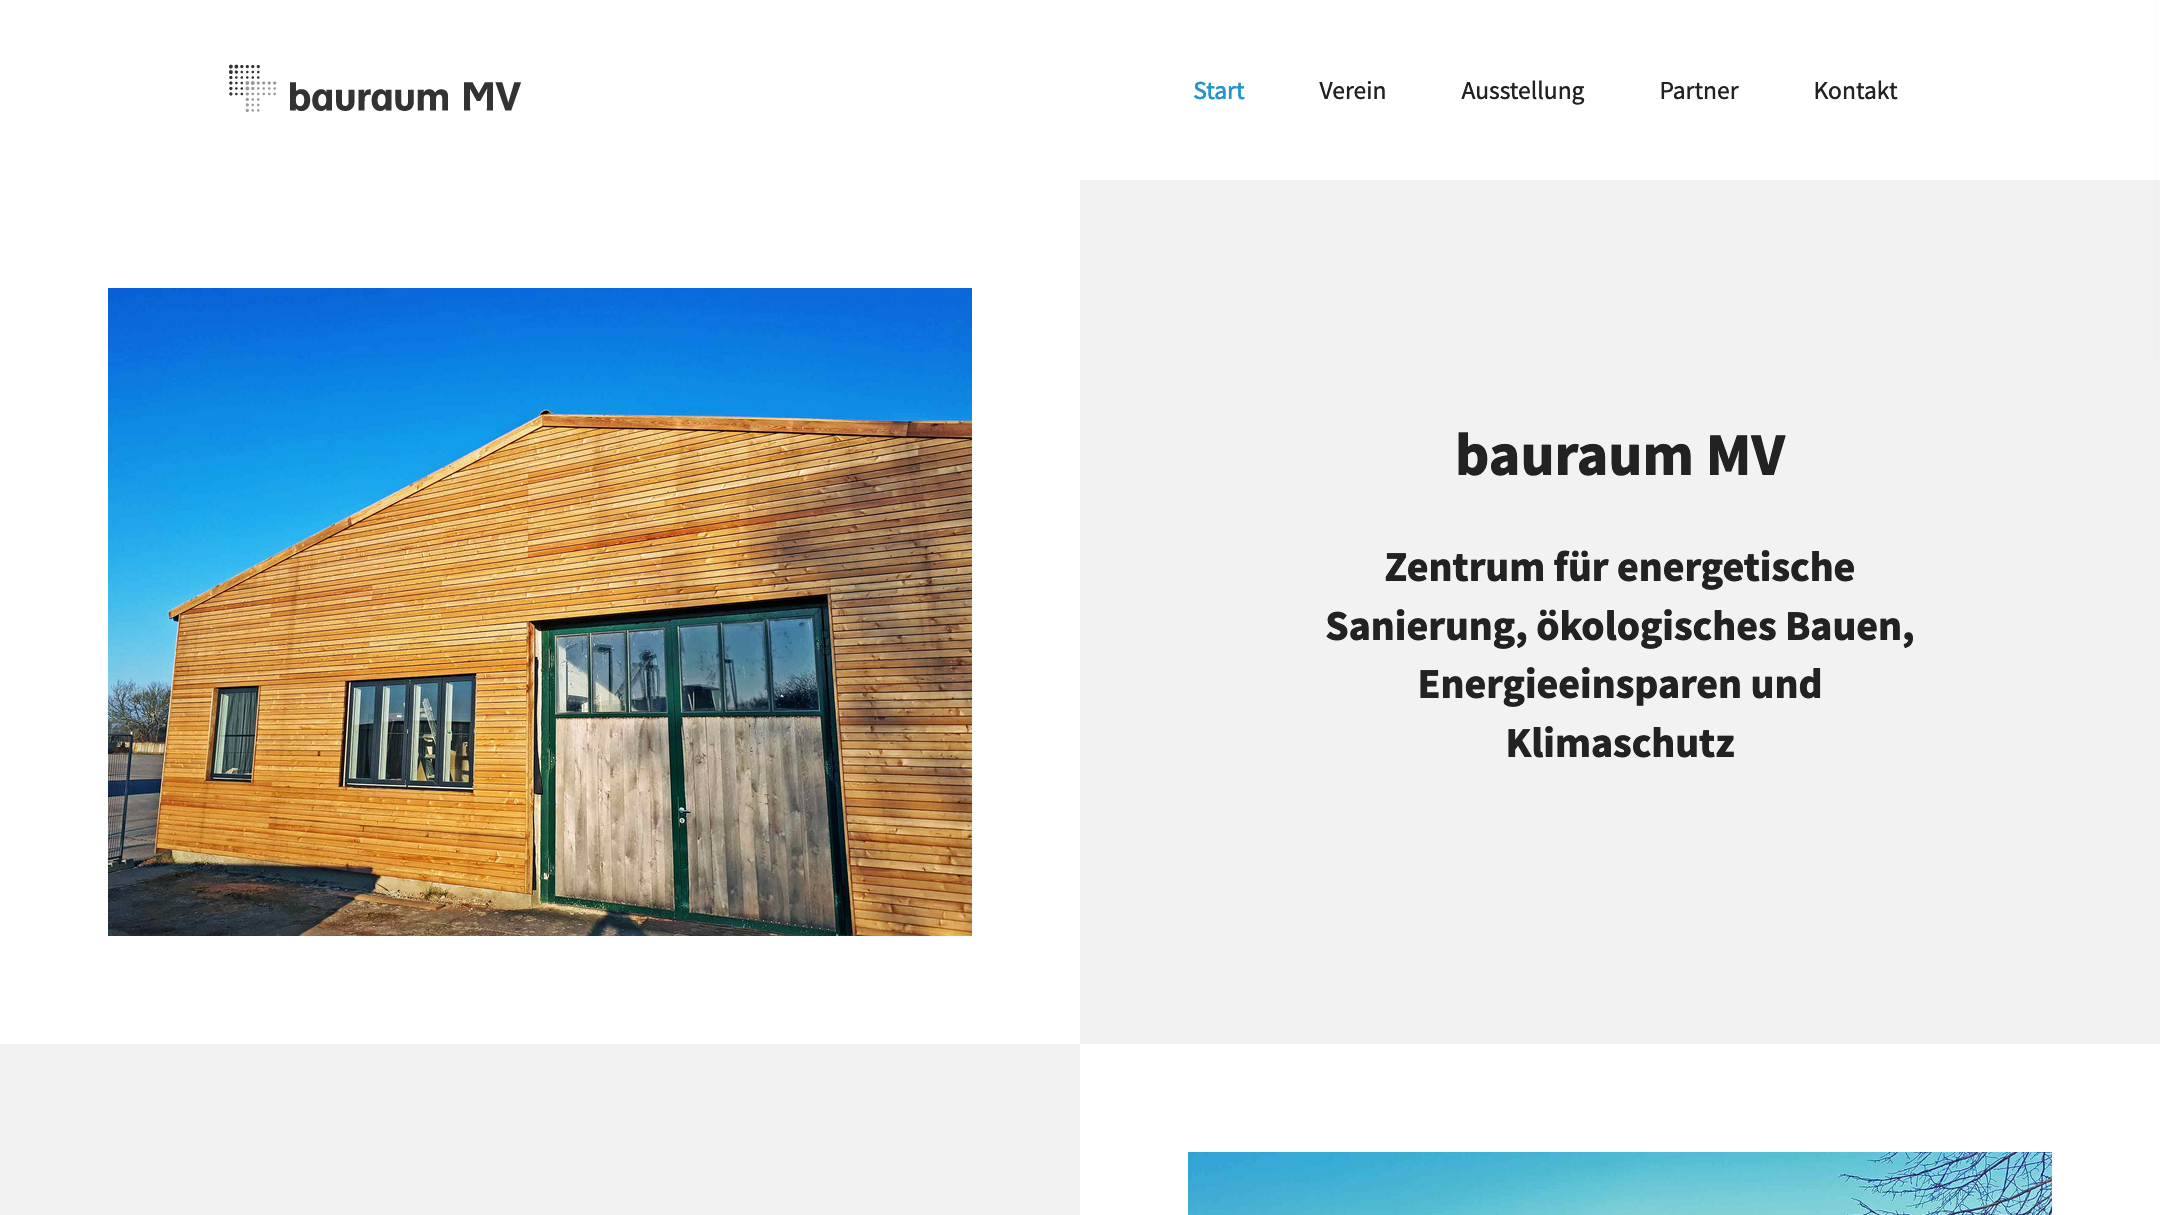 bauraum MV
Start Verein Ausstellung Partner Kontakt
bauraum MV
Zentrum für energetische
Sanierung, ökologisches Bauen,
Energieeinsparen und
Klimaschutz